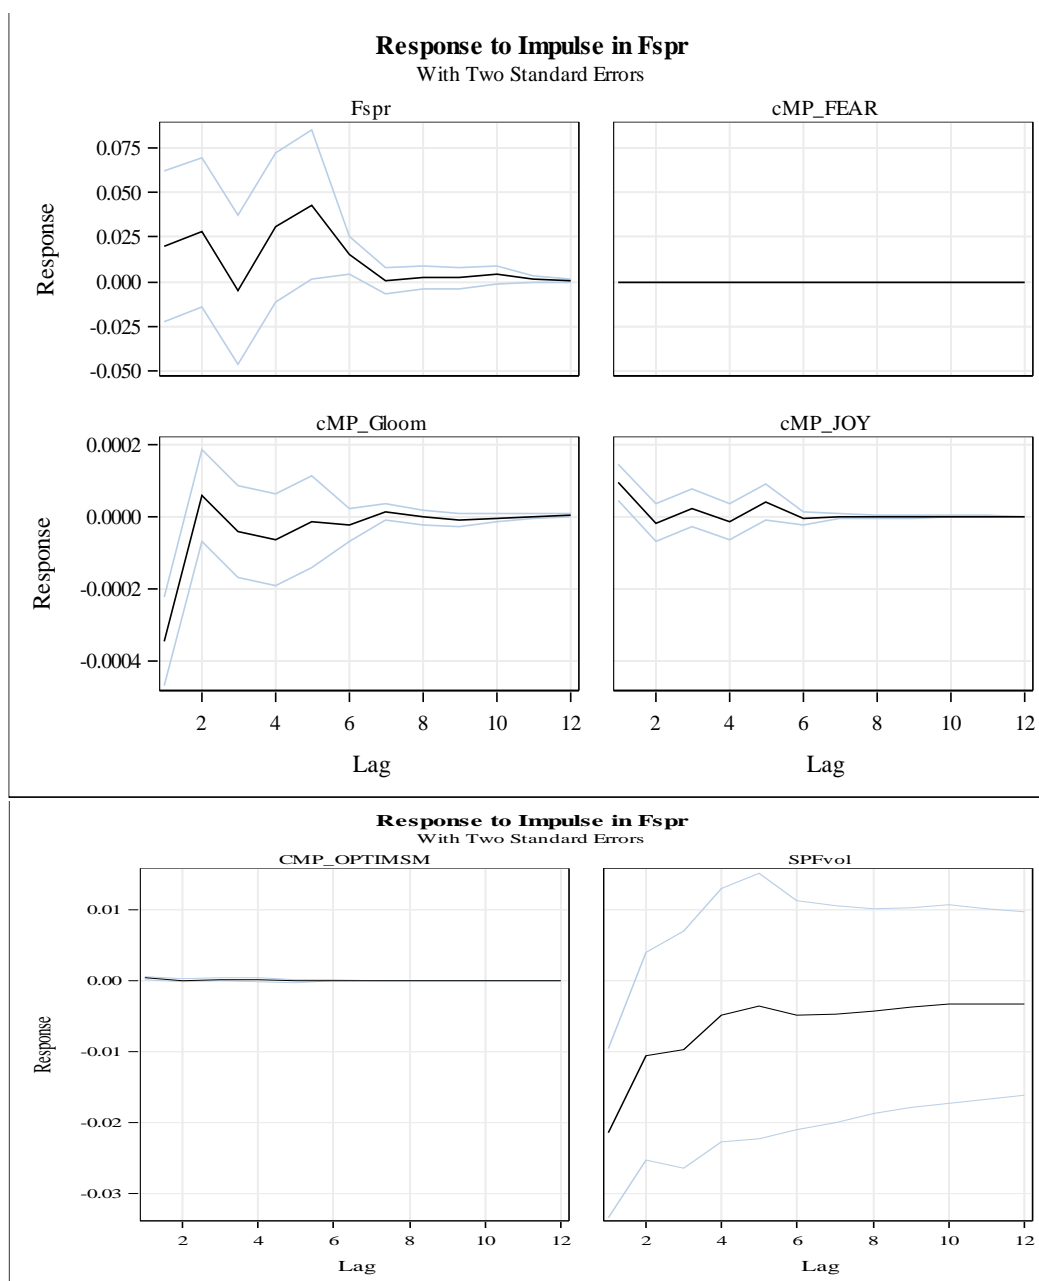 Response to Impulse in Fspr
With Two Standard Errors
Fspr cMP_FEAR
0.075
0.050
0.025
0.000
-0.025
-0.050
Response
cMP_Gloom cMP_JOY
0.0002
0.0000
-0.0002
-0.0004
Response
2 4 6 8 10 12 2 4 6 8 10 12
Lag Lag
Response to Impulse in Fspr
With Two Standard Errors
CMP_OPTIMSM SPFvol
0.01
0.00
-0.01
-0.02
-0.03
Response
2 4 6 8 10 12 2 4 6 8 10 12
Lag Lag